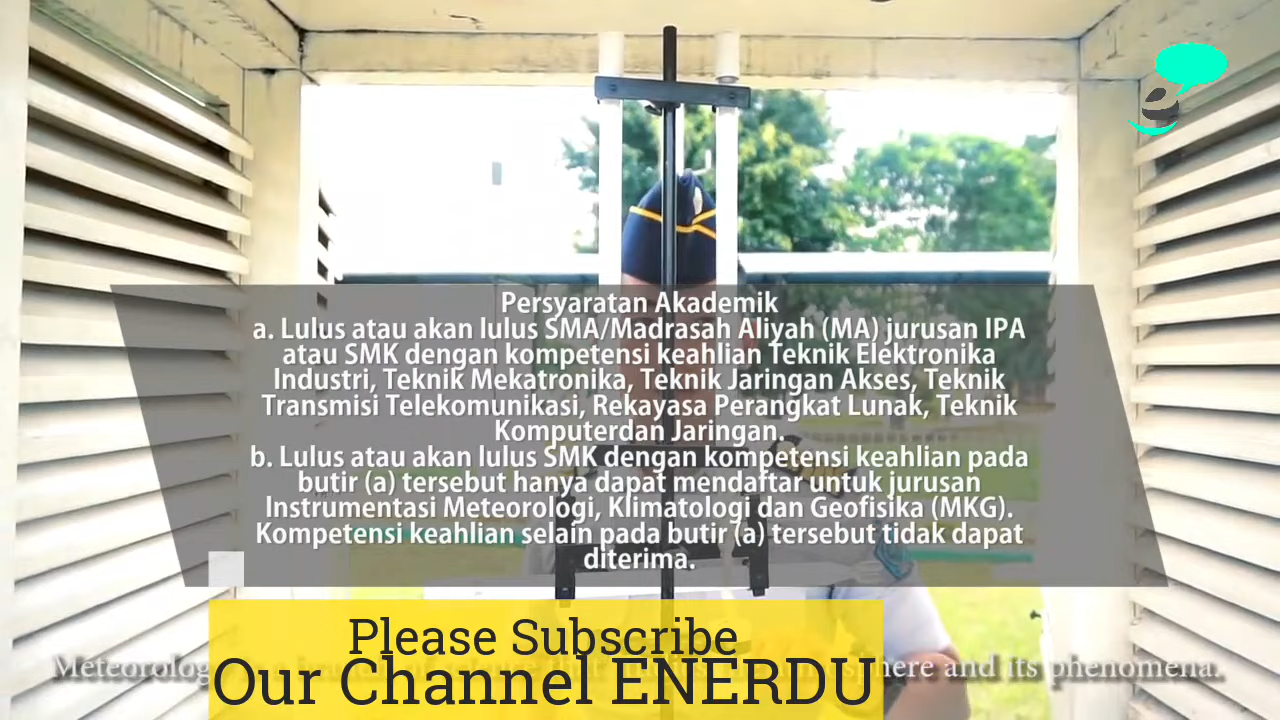 Persyaratan Akademik
a. Lulus atau akan lulus SMA/Madrasah Aliyah (MA) jurusan IPA
atau SMK dengan kompetensi keahlian Teknik Elektronika
Industri, Teknik Mekatronika, Teknik Jaringan Akses, Teknik
Transmisi Telekomunikasi, Rekayasa Perangkat Lunak, Teknik
Komputerdan Jaringan.
b. Lulus atau akan lulus SMK dengan kompetensi keahlian pada
butir (a) tersebut hanya dapat mendaftar untuk jurusan
Instrumentasi Meteorologi, Klimatologi dan Geofisika (MKG).
Kompetensi keahlian selain pada butir (a) tersebut tidak dapat
diterima.
Please Subscribe
Our Channel ENERDU
and its phenomena.